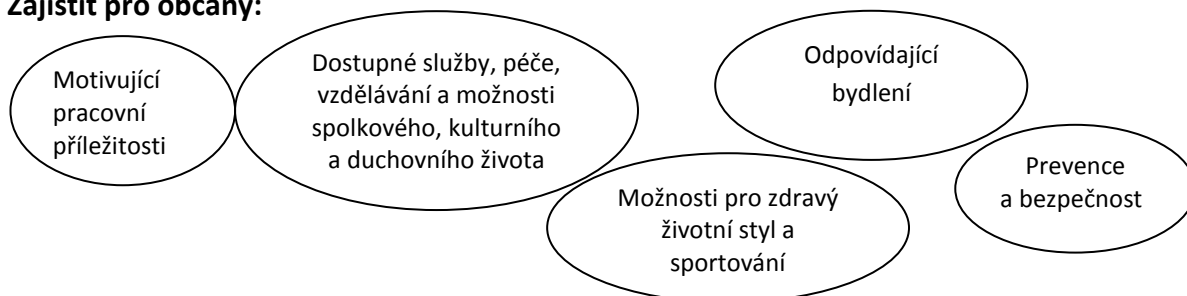 Zajistit pro občany:
Motivující
pracovní
příležitosti
Dostupné služby, péče,
vzdělávání a možnosti
spolkového, kulturního
a duchovního života
Odpovídající
bydlení
Možnosti pro zdravý
životní styl a
sportování
Prevence
a bezpečnost